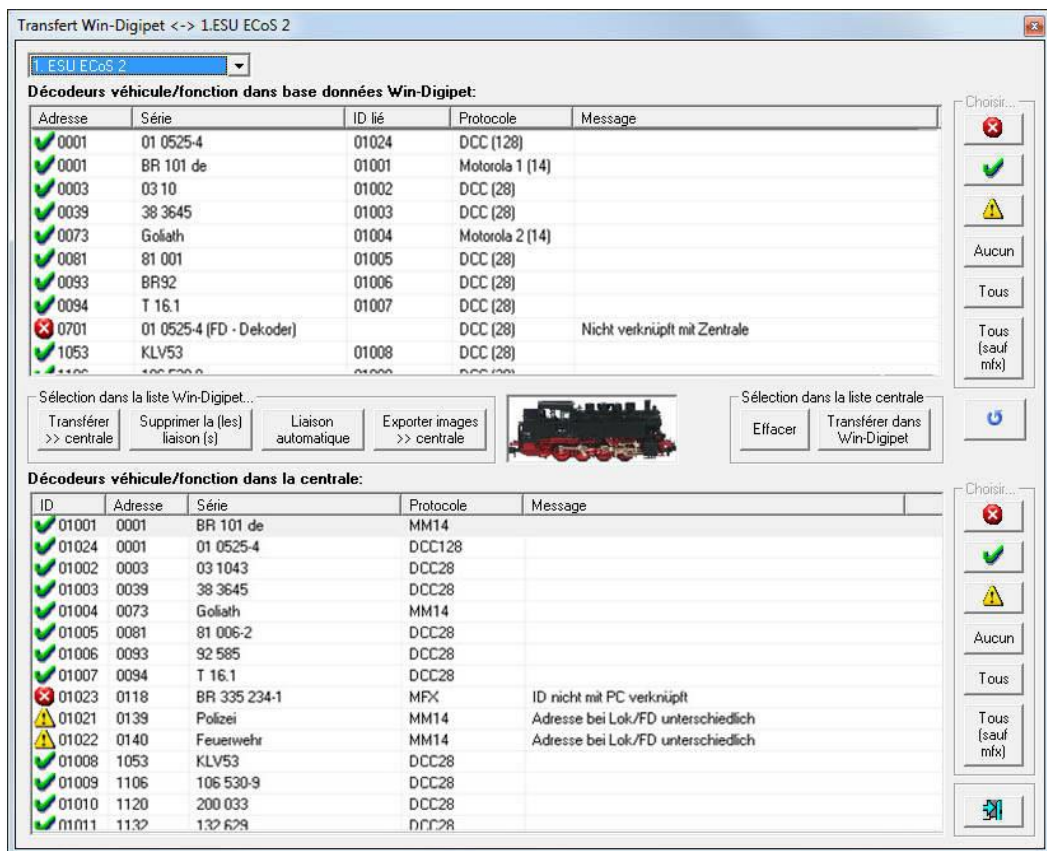 Transfert Win-Digipet <-> 1.ESU ECoS 2
1. ESU ECoS 2
Décodeurs véhicule/fonction dans base données Win-Digipet:
Adresse Série ID lié Protocole Message
0001 01 0525-4 01024 DCC (128)
0001 BR 101 de 01001 Motorola 1 (14)
0003 03 10 01002 DCC (28)
0039 38 3645 01003 DCC (28)
0073 Goliath 01004 Motorola 2 (14)
0081 81 001 01005 DCC (28)
0093 BR92 01006 DCC (28)
0094 T 16.1 01007 DCC (28)
0701 01 0525-4 (FD - Dekoder) DCC (28) Nicht verknüpft mit Zentrale
1053 KLV53 01008 DCC (28)
1106 106 530-9 01009 DCC (28)
Choisir...
Aucun
Tous
Tous
(sauf
mfx)
Sélection dans la liste Win-Digipet...
Transférer
>> centrale
Supprimer la (les)
liaison (s)
Liaison
automatique
Exporter images
>> centrale
Sélection dans la liste centrale
Effacer
Transférer dans
Win-Digipet
Décodeurs véhicule/fonction dans la centrale:
ID Adresse Série Protocole Message
01001 0001 BR 101 de MM14
01024 0001 01 0525-4 DCC128
01002 0003 03 1043 DCC28
01003 0039 38 3645 DCC28
01004 0073 Goliath MM14
01005 0081 81 006-2 DCC28
01006 0093 92 585 DCC28
01007 0094 T 16.1 DCC28
01023 0118 BR 335 234-1 MFX ID nicht mit PC verknüpft
01021 0139 Polizei MM14 Adresse bei Lok/FD unterschiedlich
01022 0140 Feuerwehr MM14 Adresse bei Lok/FD unterschiedlich
01008 1053 KLV53 DCC28
01009 1106 106 530-9 DCC28
01010 1120 200 033 DCC28
01011 1132 132 629 DCC28
Choisir...
Aucun
Tous
Tous
(sauf
mfx)